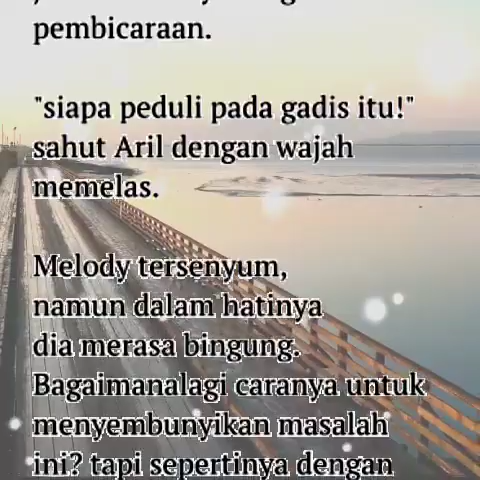 pembicaraan.
"siapa peduli pada gadis itu!"
sahut Aril dengan wajah
memelas.
Melody tersenyum,
namun dalam hatinya
dia merasa bingung.
Bagaimanalagi caranya untuk
menyembunyikan masalah
ini? tapi sepertinya dengan